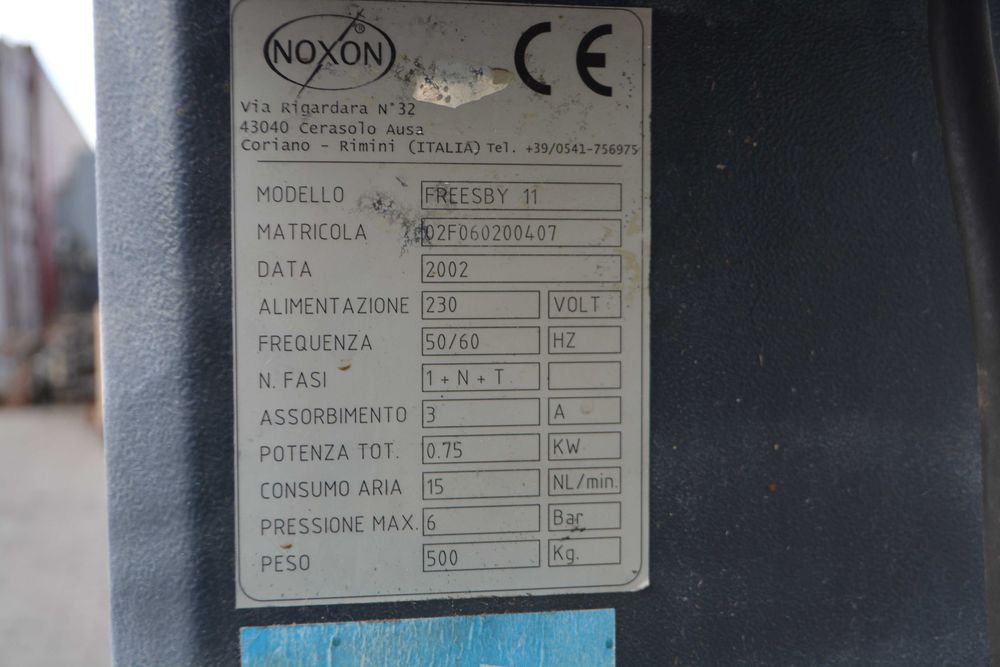 NOXON ® CE
Via Rigardara N°32
43040 Cerasolo Ausa
Coriano - Rimini (ITALIA) Tel. +39/0541-756975
MODELLO FREESBY 11
MATRICOLA 02F060200407
DATA 2002
ALIMENTAZIONE 230 VOLT
FREQUENZA 50/60 HZ
N. FASI 1 + N + T
ASSORBIMENTO 3 A
POTENZA TOT. 0.75 KW
CONSUMO ARIA 15 NL/min.
PRESSIONE MAX. 6 Bar
PESO 500 Kg.